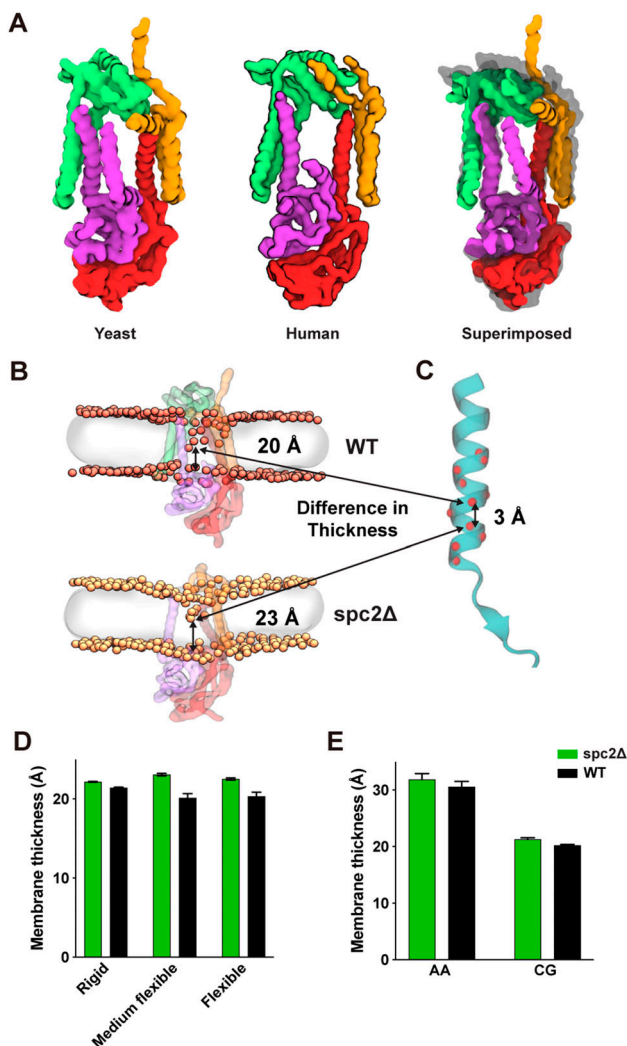 A
Yeast
Human
Superimposed
B
C
20 Å
WT
Difference in
Thickness
3 Å
23 Å
spc2Δ
D
E
Membrane thickness (Å)
20
10
0
Rigid
Medium flexible
Flexible
Membrane thickness (Å)
30
20
10
0
AA
CG
spc2Δ
WT